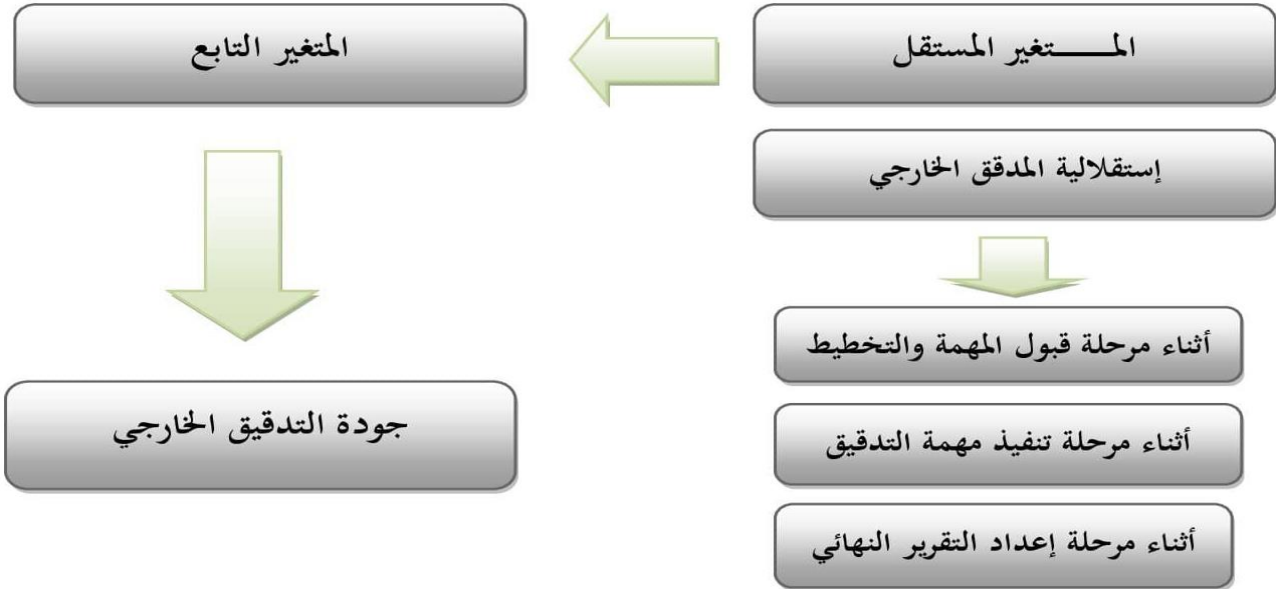 المـــــتغير المستقل
المتغير التابع
إستقلالية المدقق الخارجي
أثناء مرحلة قبول المهمة والتخطيط
أثناء مرحلة تنفيذ مهمة التدقيق
أثناء مرحلة إعداد التقرير النهائي
جودة التدقيق الخارجي